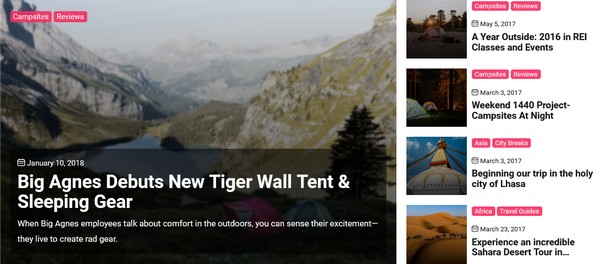 Campsites Reviews
January 10, 2018
Big Agnes Debuts New Tiger Wall Tent &
Sleeping Gear
When Big Agnes employees talk about comfort in the outdoors, you can sense their excitement—
they live to create rad gear.
Campsites Reviews
May 5, 2017
A Year Outside: 2016 in REI
Classes and Events
Campsites Reviews
March 3, 2017
Weekend 1440 Project-
Campsites At Night
Asia City Breaks
March 3, 2017
Beginning our trip in the holy
city of Lhasa
Africa Travel Guides
March 23, 2017
Experience an incredible
Sahara Desert Tour in...